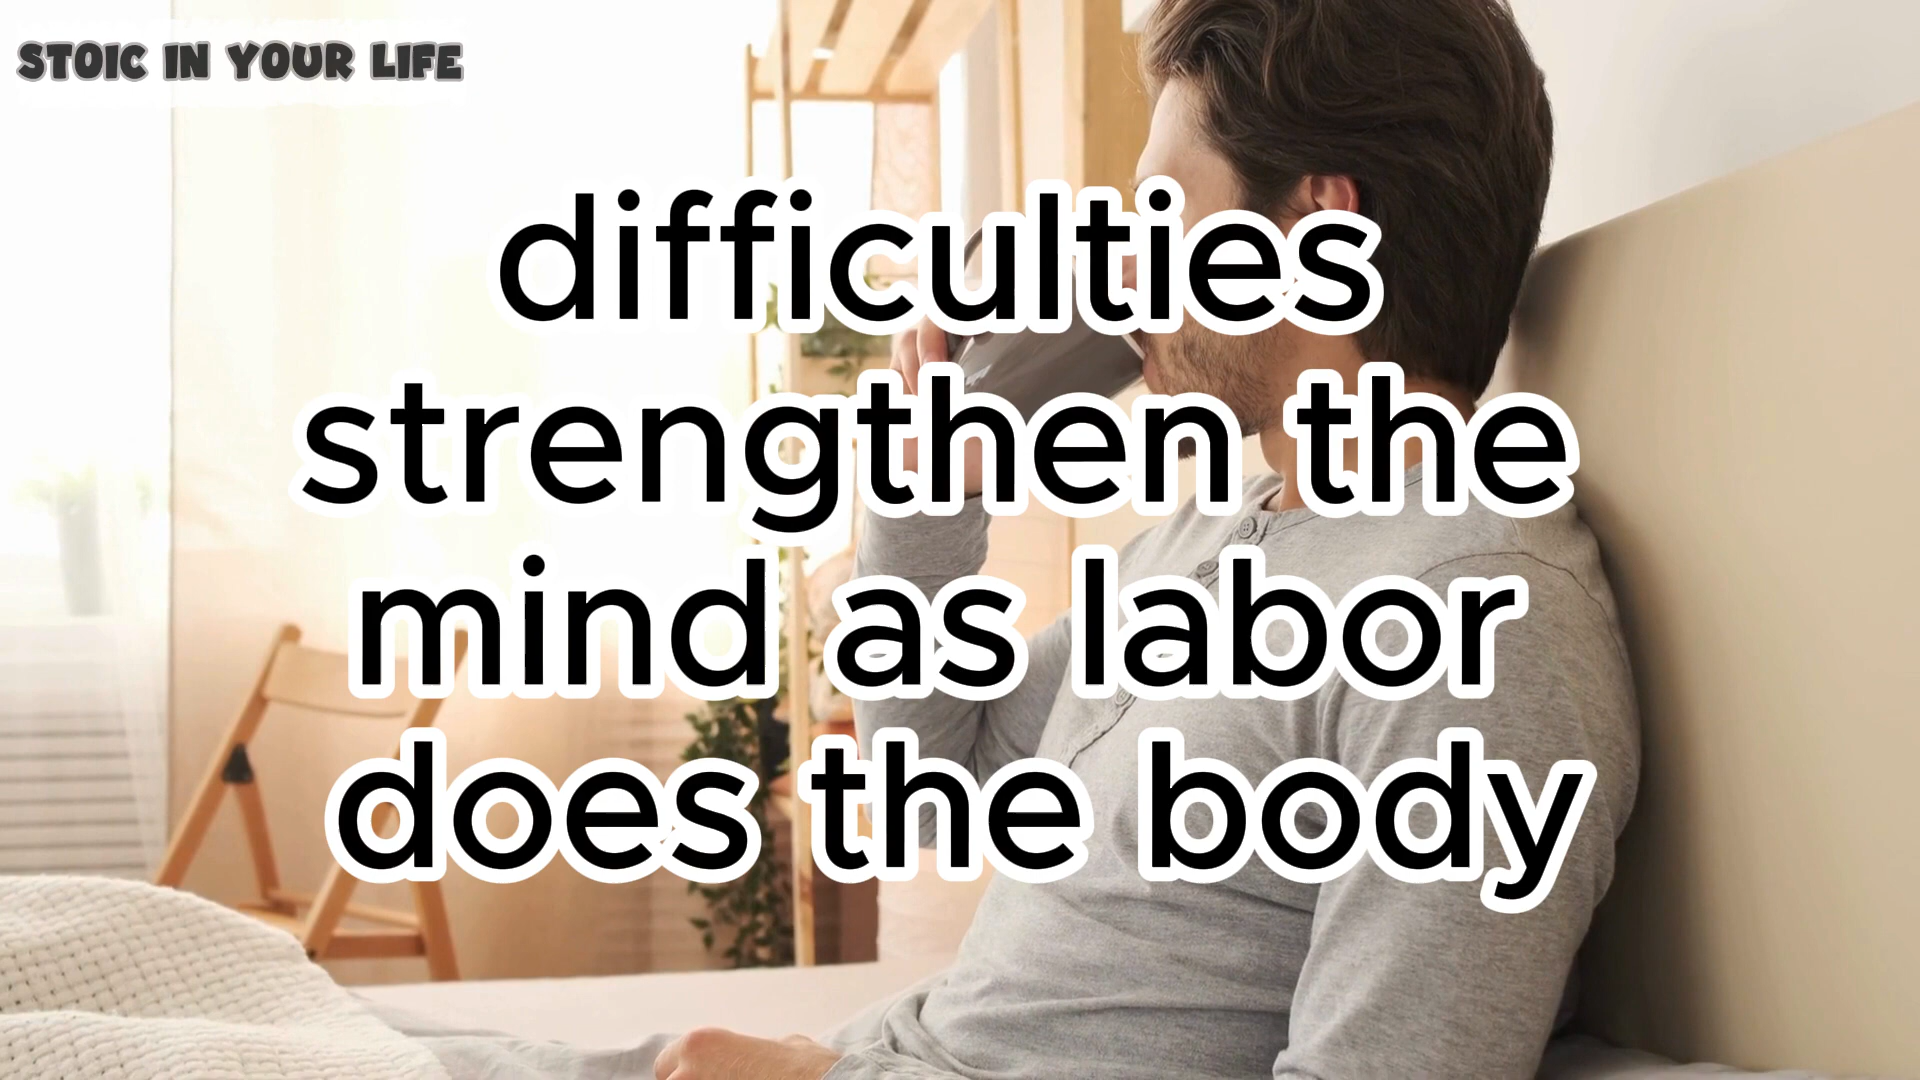 STOIC IN YOUR LIFE
difficulties
strengthen the
mind as labor
does the body